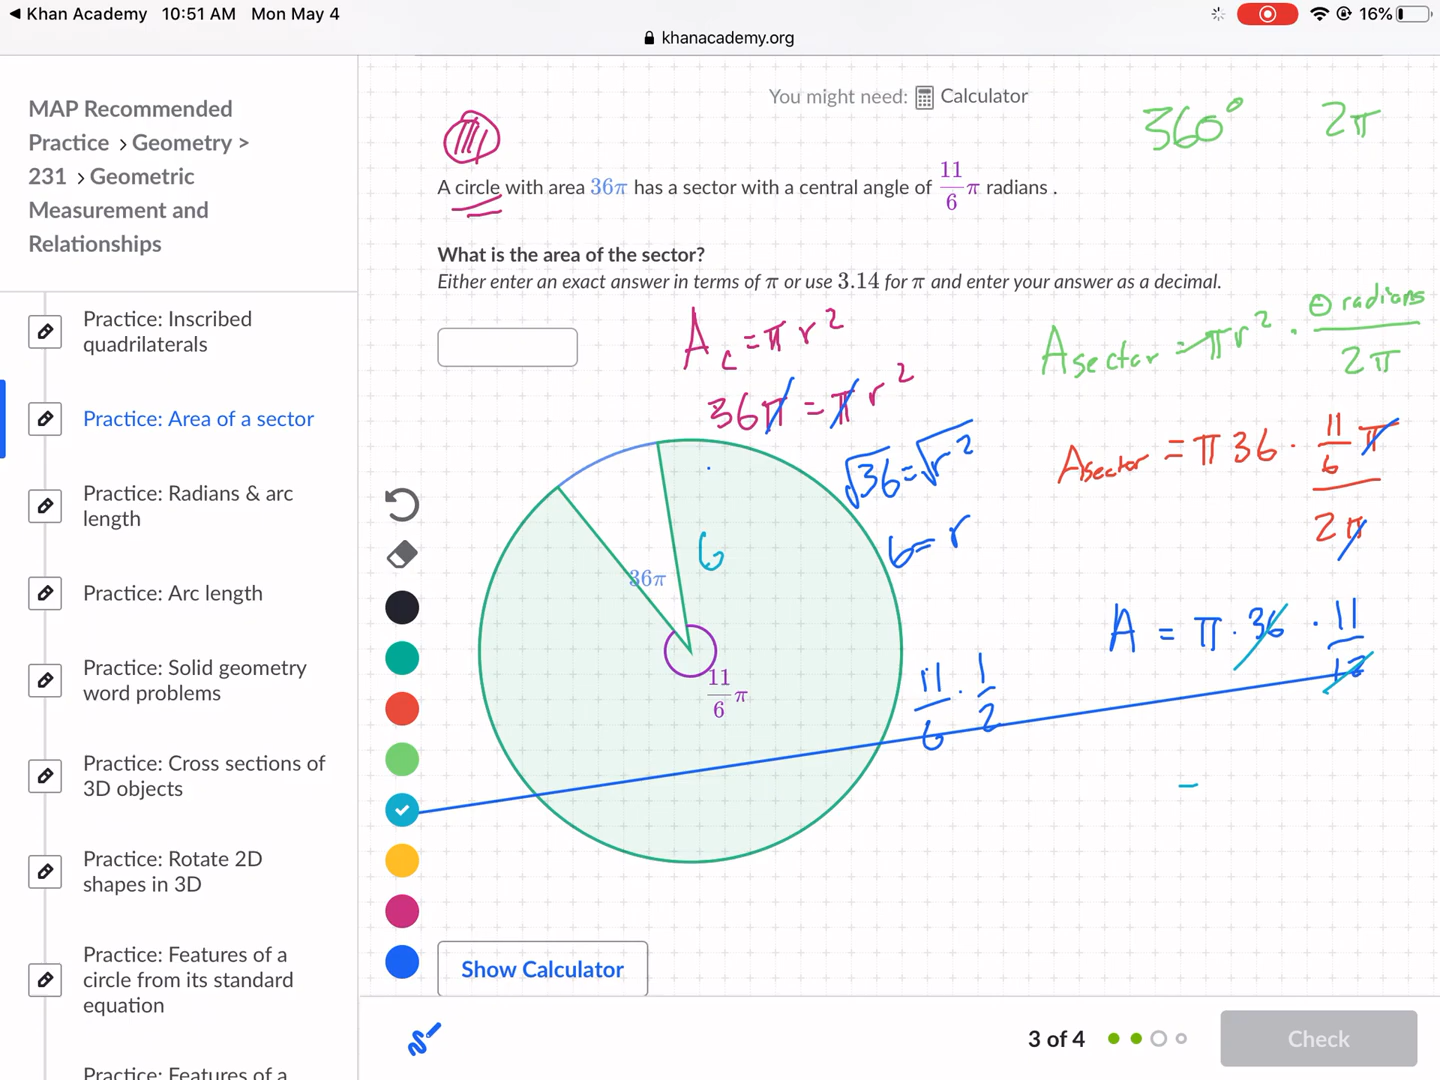 Khan Academy 10:51 AM Mon May 4 16%
khanacademy.org
MAP Recommended
Practice > Geometry >
231 > Geometric
Measurement and
Relationships
Practice: Inscribed
quadrilaterals
Practice: Area of a sector
Practice: Radians & arc
length
Practice: Arc length
Practice: Solid geometry
word problems
Practice: Cross sections of
3D objects
Practice: Rotate 2D
shapes in 3D
Practice: Features of a
circle from its standard
equation
Practice: Features of a
You might need: Calculator
360° 2π
A circle with area 36π has a sector with a central angle of 11/6 π radians .
What is the area of the sector?
Either enter an exact answer in terms of π or use 3.14 for π and enter your answer as a decimal.
A_c = π r²
36π = π r²
√36 = √r²
6 = r
A sector = πr² · θ radians / 2π
A sector = π 36 · 11/6 π / 2π
A = π · 36 · 11/12
=
6
36π
11/6 π
11/6 · 1/2
Show Calculator
3 of 4
Check